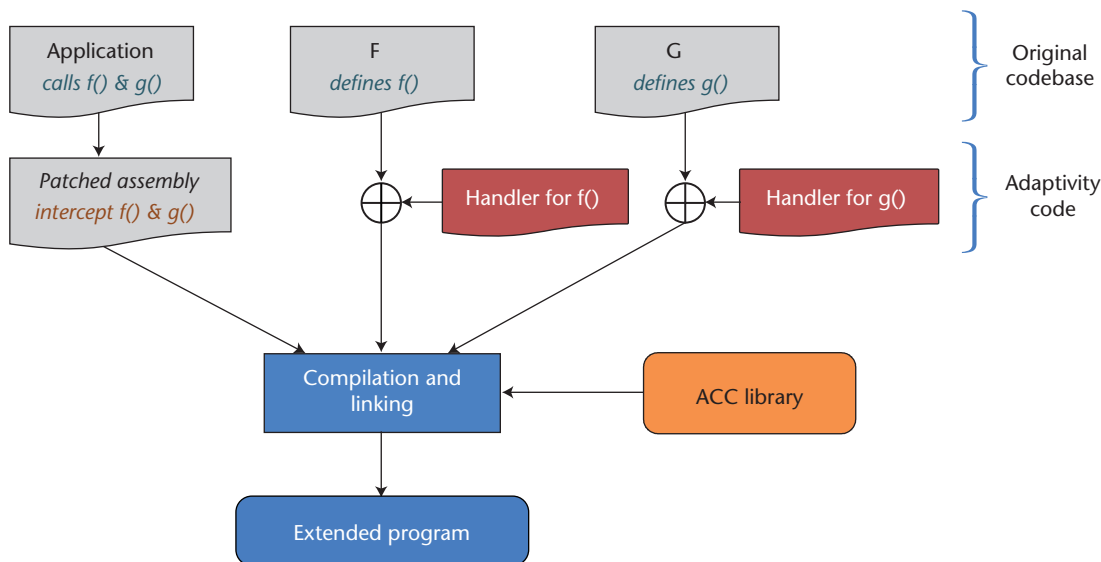 Application
calls f() & g()
F
defines f()
G
defines g()
Original
codebase
Patched assembly
intercept f() & g()
Handler for f()
Handler for g()
Adaptivity
code
Compilation and
linking
ACC library
Extended program